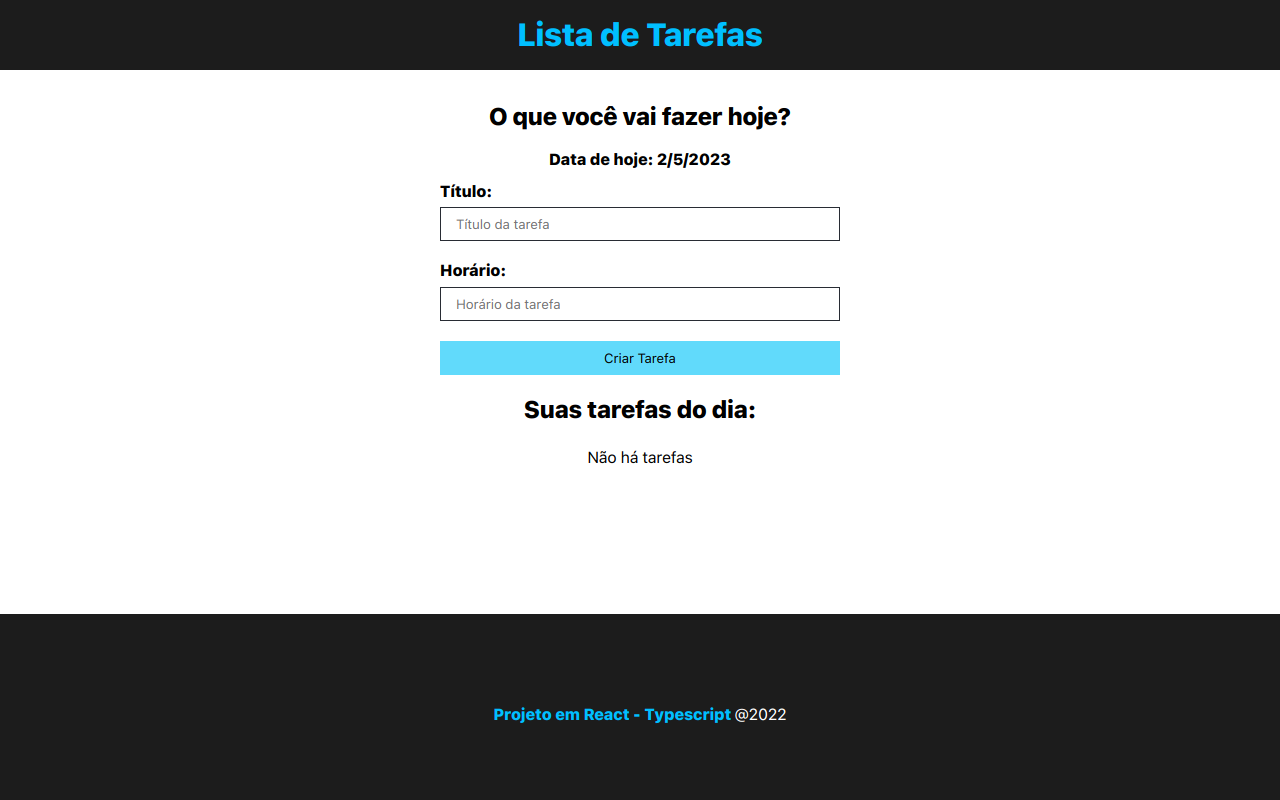 Lista de Tarefas
O que você vai fazer hoje?
Data de hoje: 2/5/2023
Título:
Título da tarefa
Horário:
Horário da tarefa
Criar Tarefa
Suas tarefas do dia:
Não há tarefas
Projeto em React - Typescript @2022